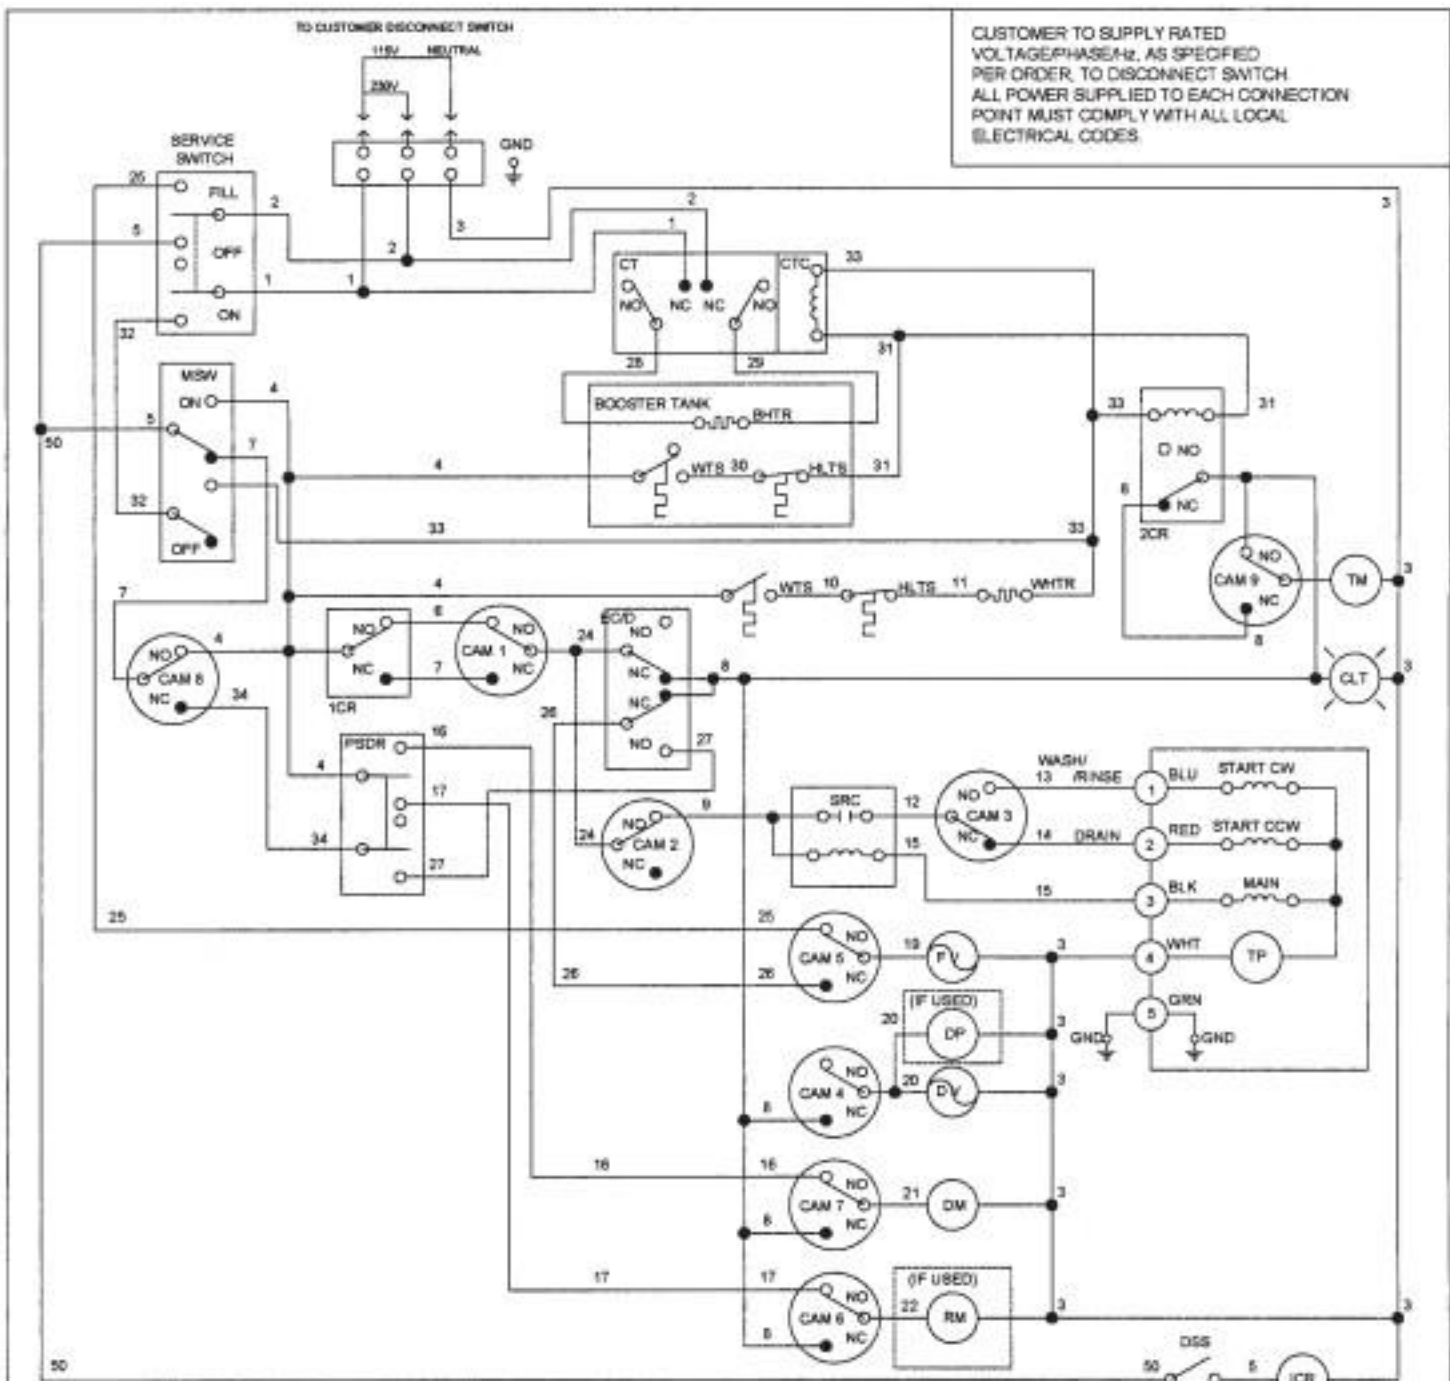 TO CUSTOMER DISCONNECT SWITCH
115V NEUTRAL
230V
GND
CUSTOMER TO SUPPLY RATED
VOLTAGE/PHASE/Hz, AS SPECIFIED
PER ORDER, TO DISCONNECT SWITCH.
ALL POWER SUPPLIED TO EACH CONNECTION
POINT MUST COMPLY WITH ALL LOCAL
ELECTRICAL CODES.
SERVICE
SWITCH
25
FILL
2
5
OFF
1
ON
32
2
1
3
2
1
3
CT
NO
NC
NC
NO
CTC
33
31
28
29
MSW
ON
4
5
7
50
32
OFF
33
7
BOOSTER TANK
BHTR
4
WTS
30
HLTS
31
33
33
31
NO
NC
6
2CR
CAM 9
NO
NC
8
TM
3
4
WTS
10
HLTS
11
WHTR
NO
CAM 8
NC
4
34
NO
NC
1CR
6
7
CAM 1
NO
NC
24
EC/D
NO
NC
NC
NO
8
26
27
CLT
3
PSDR
4
16
17
34
27
24
NO
CAM 2
NC
9
SRC
12
15
NO
CAM 3
NC
WASH/
13 /RINSE
14 DRAIN
15
1 BLU START CW
2 RED START CCW
3 BLK MAIN
4 WHT TP
5 GRN
GND
GND
25
25
26
26
CAM 5
NO
NC
19
FV
3
(IF USED)
20
DP
3
CAM 4
NO
NC
20
DV
3
8
16
16
CAM 7
NO
NC
21
DM
3
8
17
17
CAM 6
NO
NC
(IF USED)
22
RM
3
3
8
50
DSS
50
5